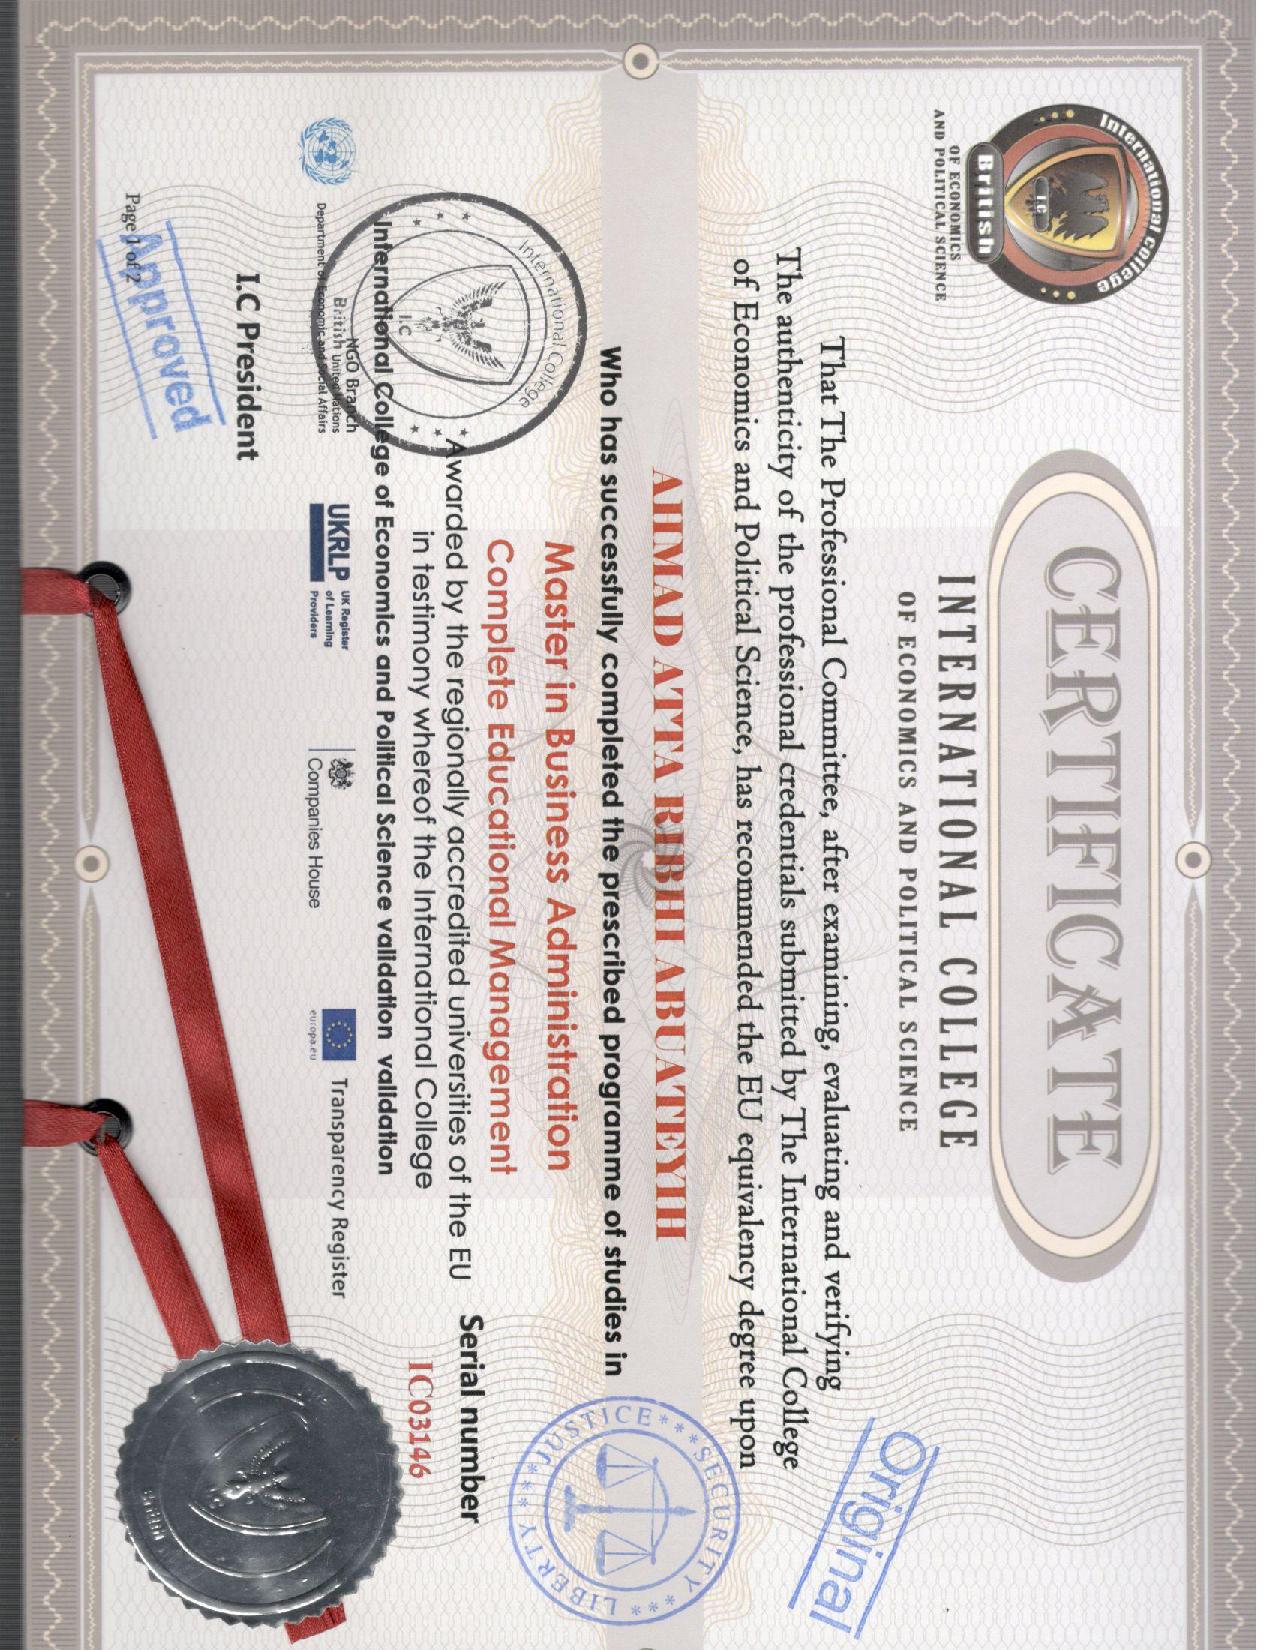 International college
I.C
British
OF ECONOMICS
AND POLITICAL SCIENCE
CERTIFICATE
INTERNATIONAL COLLEGE
OF ECONOMICS AND POLITICAL SCIENCE
Original
That The Professional Committee, after examining, evaluating and verifying
The authenticity of the professional credentials submitted by The International College
of Economics and Political Science, has recommended the EU equivalency degree upon
AHMAD ATTA RIBHI ABUATEYIH
Who has successfully completed the prescribed programme of studies in
Master in Business Administration
Complete Educational Management
***SECURITY***LIBERTY***JUSTICE
International College
I.C
British
Awarded by the regionally accredited universities of the EU
in testimony whereof the International College
International College of Economics and Political Science validation validation
Serial number
IC03146
NGO Branch
United Nations
Department of Economic and Social Affairs
UKRLP
UK Register
of Learning
Providers
Companies House
europa.eu
Transparency Register
I.C President
Approved
Page 1 of 2
I.C
British